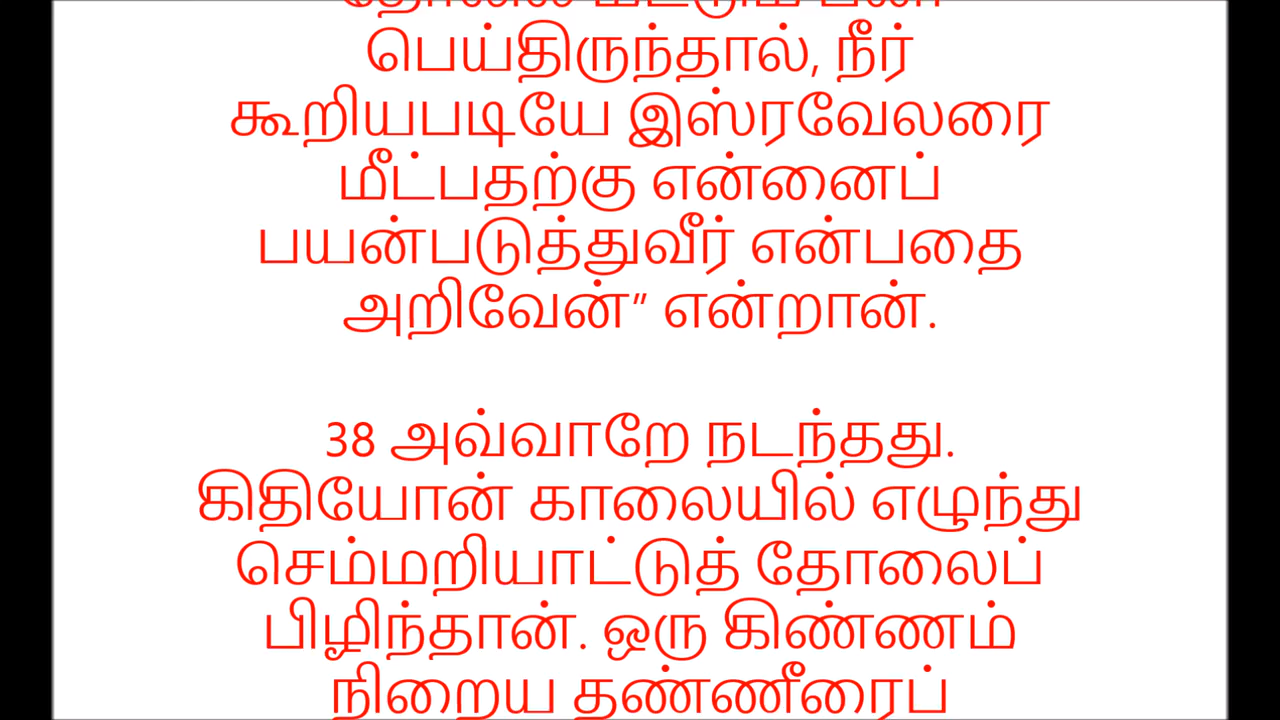 பெய்திருந்தால், நீர்
கூறியபடியே இஸ்ரவேலரை
மீட்பதற்கு என்னைப்
பயன்படுத்துவீர் என்பதை
அறிவேன்” என்றான்.
38 அவ்வாறே நடந்தது.
கிதியோன் காலையில் எழுந்து
செம்மறியாட்டுத் தோலைப்
பிழிந்தான். ஒரு கிண்ணம்
நிறைய தண்ணீரைப்